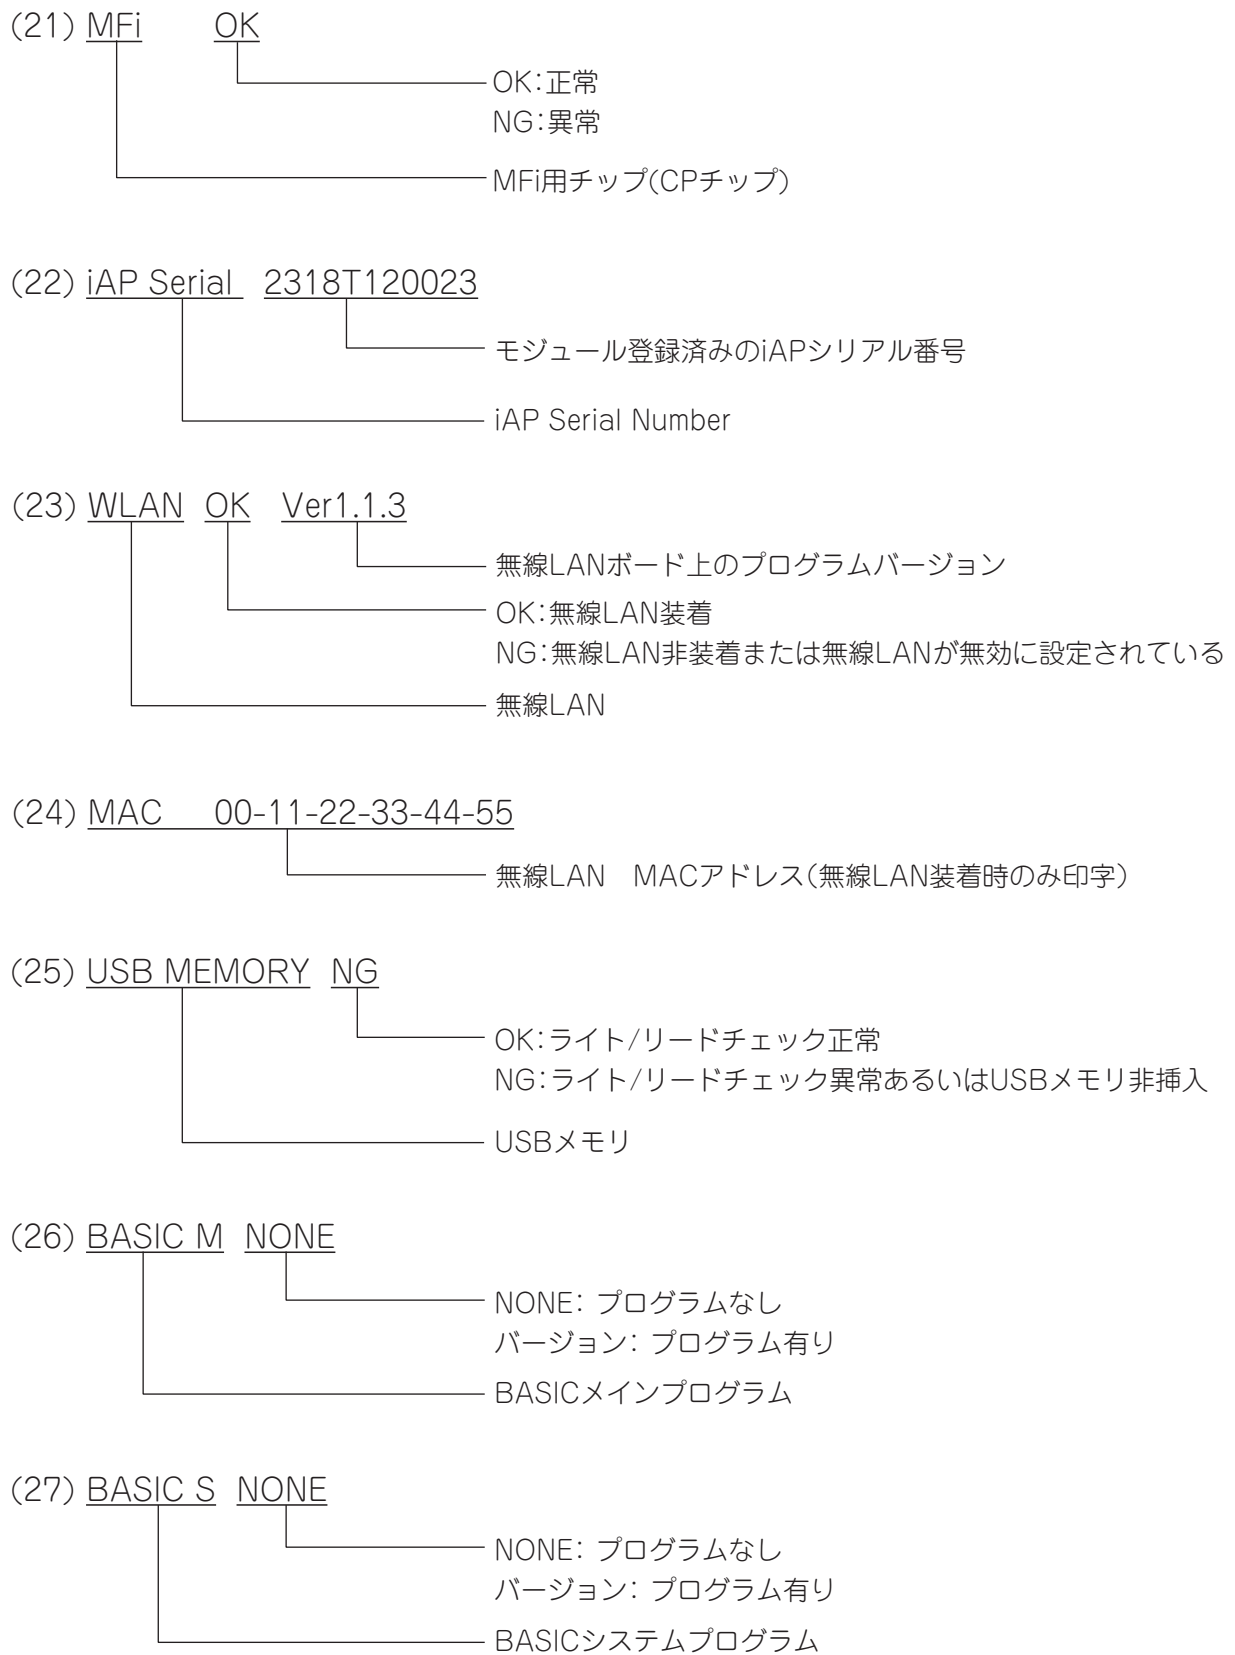 (21) MFi OK
OK:正常
NG:異常
MFi用チップ(CPチップ)
(22) iAP Serial 2318T120023
モジュール登録済みのiAPシリアル番号
iAP Serial Number
(23) WLAN OK Ver1.1.3
無線LANボード上のプログラムバージョン
OK:無線LAN装着
NG:無線LAN非装着または無線LANが無効に設定されている
無線LAN
(24) MAC 00-11-22-33-44-55
無線LAN　MACアドレス(無線LAN装着時のみ印字)
(25) USB MEMORY NG
OK:ライト/リードチェック正常
NG:ライト/リードチェック異常あるいはUSBメモリ非挿入
USBメモリ
(26) BASIC M NONE
NONE: プログラムなし
バージョン: プログラム有り
BASICメインプログラム
(27) BASIC S NONE
NONE: プログラムなし
バージョン: プログラム有り
BASICシステムプログラム